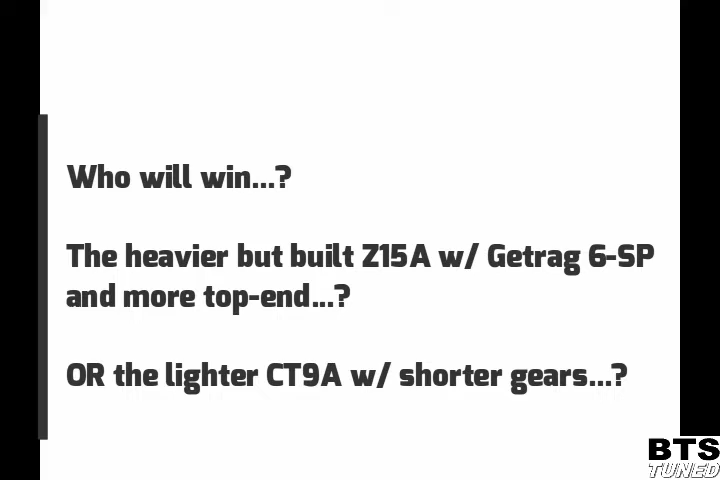 Who will win...?
The heavier but built Z15A w/ Getrag 6-SP
and more top-end...?
OR the lighter CT9A w/ shorter gears...?
BTS
TUNED